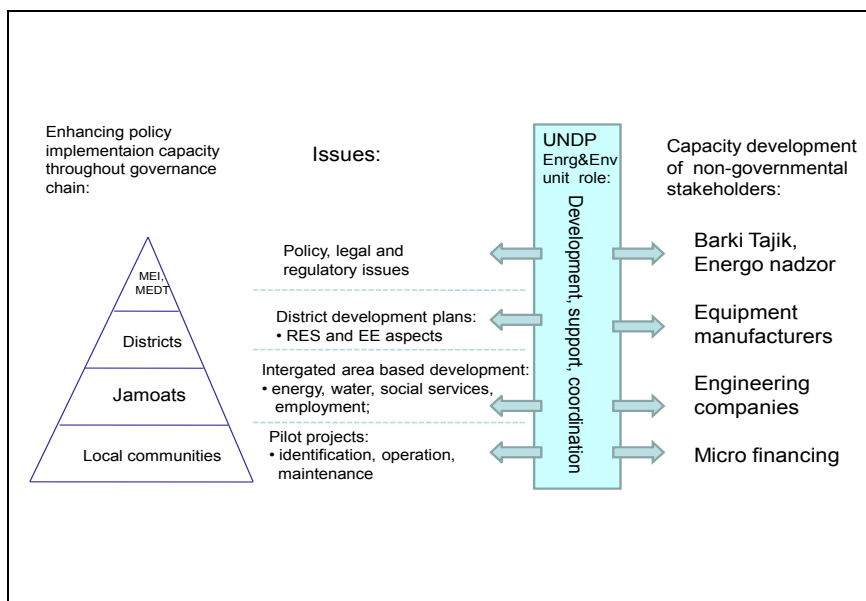 Enhancing policy
implementaion capacity
throughout governance
chain:
MEI,
MEDT
Districts
Jamoats
Local communities
Issues:
Policy, legal and
regulatory issues
District development plans:
• RES and EE aspects
Intergated area based development:
• energy, water, social services,
employment;
Pilot projects:
• identification, operation,
maintenance
UNDP
Enrg&Env
unit role:
Development, support, coordination
Capacity development
of non-governmental
stakeholders:
Barki Tajik,
Energo nadzor
Equipment
manufacturers
Engineering
companies
Micro financing